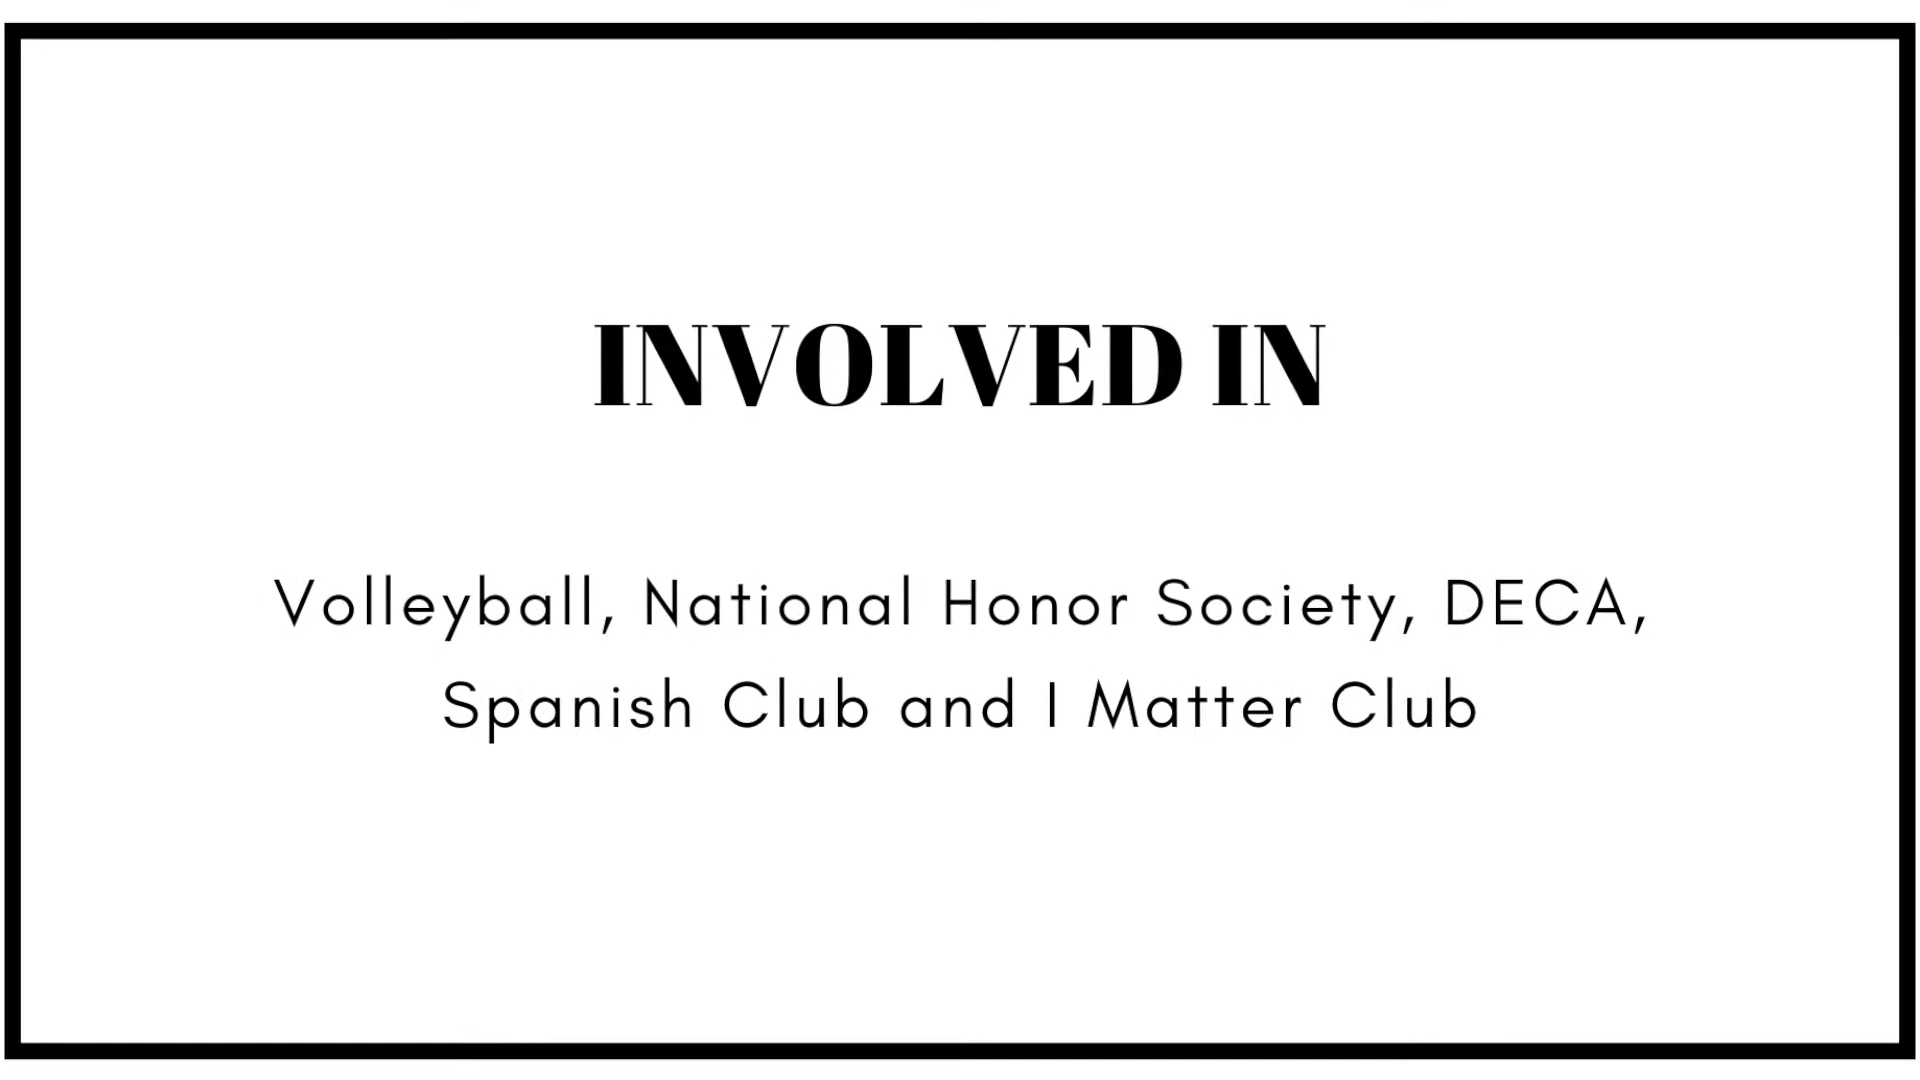 INVOLVED IN
Volleyball, National Honor Society, DECA,
Spanish Club and I Matter Club